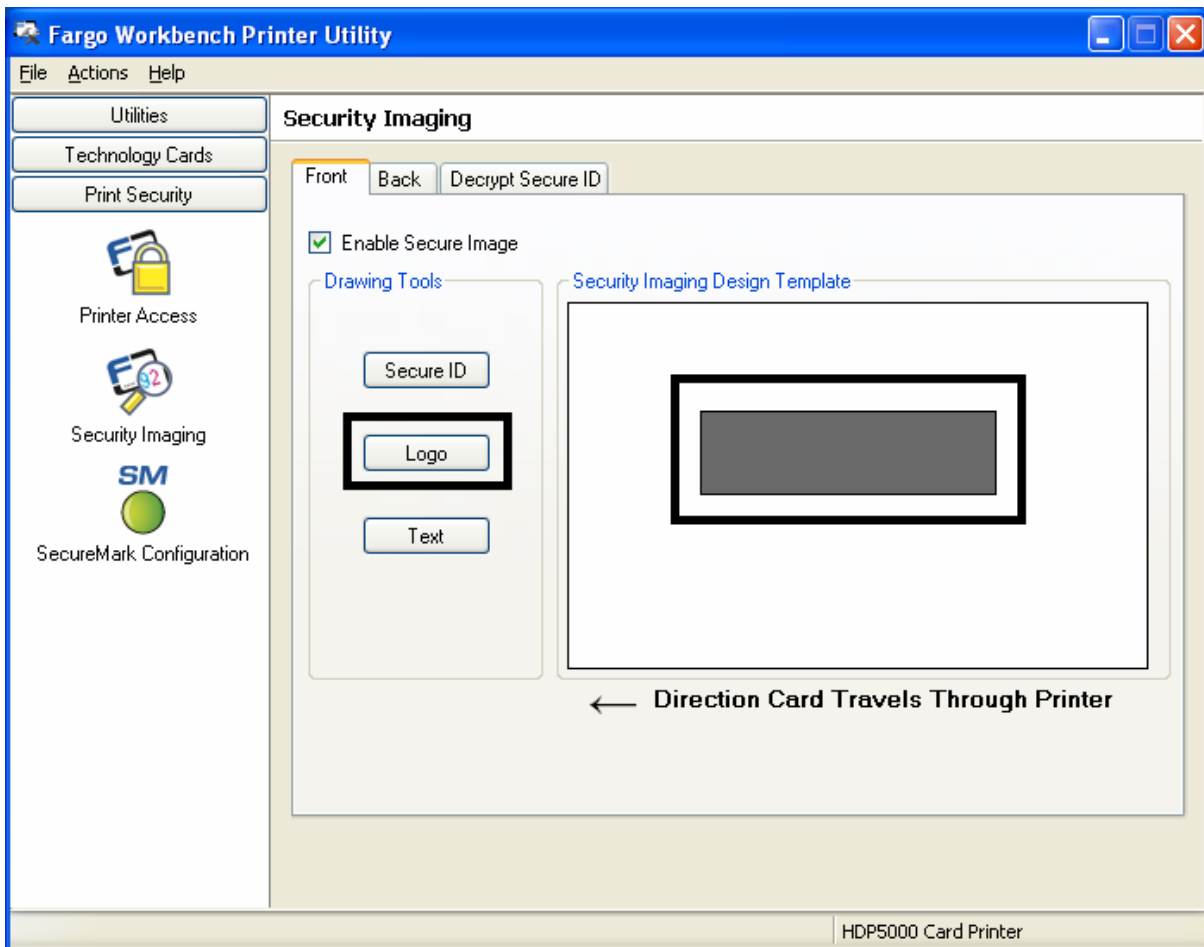 Fargo Workbench Printer Utility
File Actions Help
Utilities
Technology Cards
Print Security
Printer Access
Security Imaging
SM
SecureMark Configuration
Security Imaging
Front Back Decrypt Secure ID
Enable Secure Image
Drawing Tools
Secure ID
Logo
Text
Security Imaging Design Template
← Direction Card Travels Through Printer
HDP5000 Card Printer